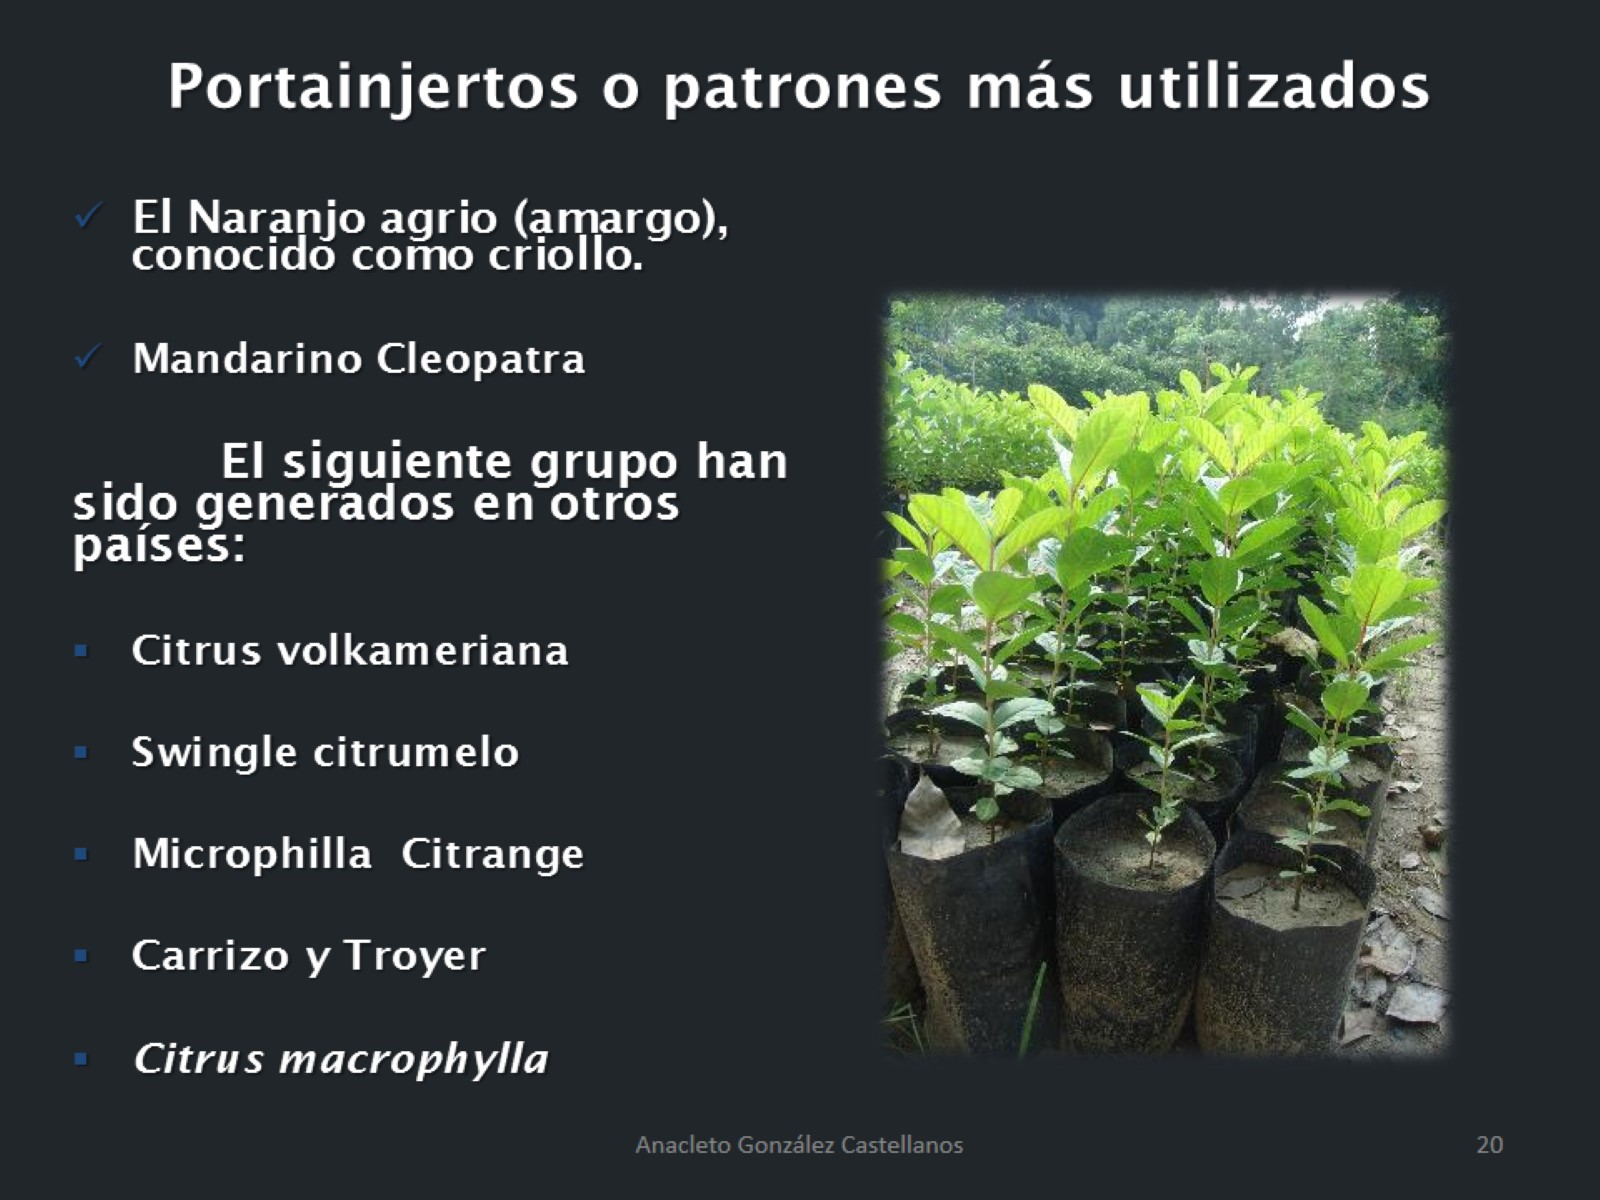 Portainjertos o patrones más utilizados
✓ El Naranjo agrio (amargo),
conocido como criollo.
✓ Mandarino Cleopatra
El siguiente grupo han
sido generados en otros
países:
▪ Citrus volkameriana
▪ Swingle citrumelo
▪ Microphilla Citrange
▪ Carrizo y Troyer
▪ Citrus macrophylla
Anacleto González Castellanos
20